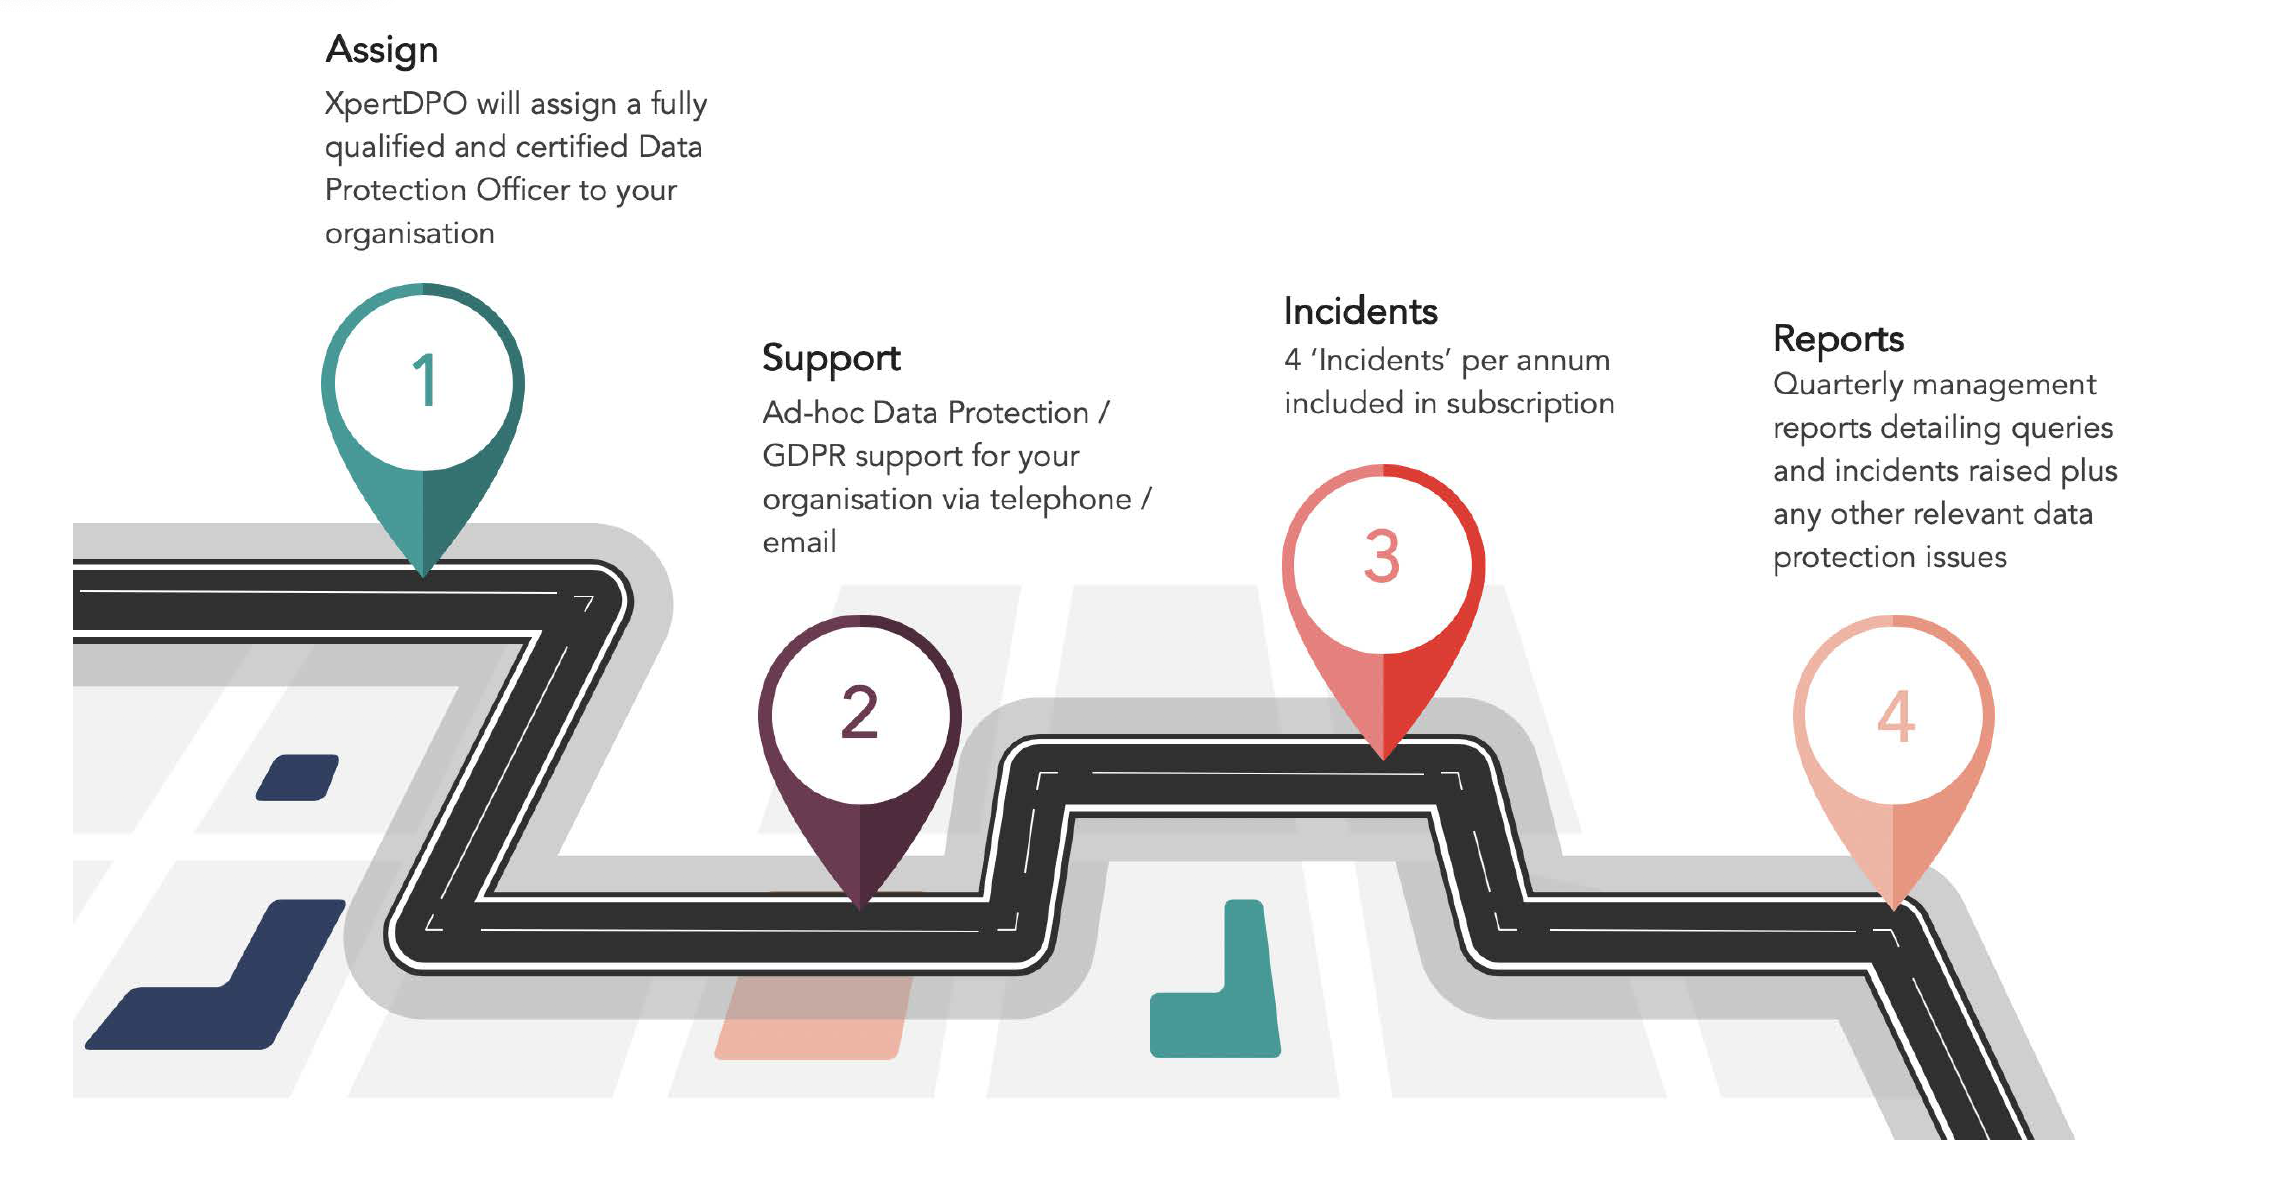 Assign
XpertDPO will assign a fully
qualified and certified Data
Protection Officer to your
organisation
1
Support
Ad-hoc Data Protection /
GDPR support for your
organisation via telephone /
email
2
Incidents
4 ‘Incidents’ per annum
included in subscription
3
Reports
Quarterly management
reports detailing queries
and incidents raised plus
any other relevant data
protection issues
4